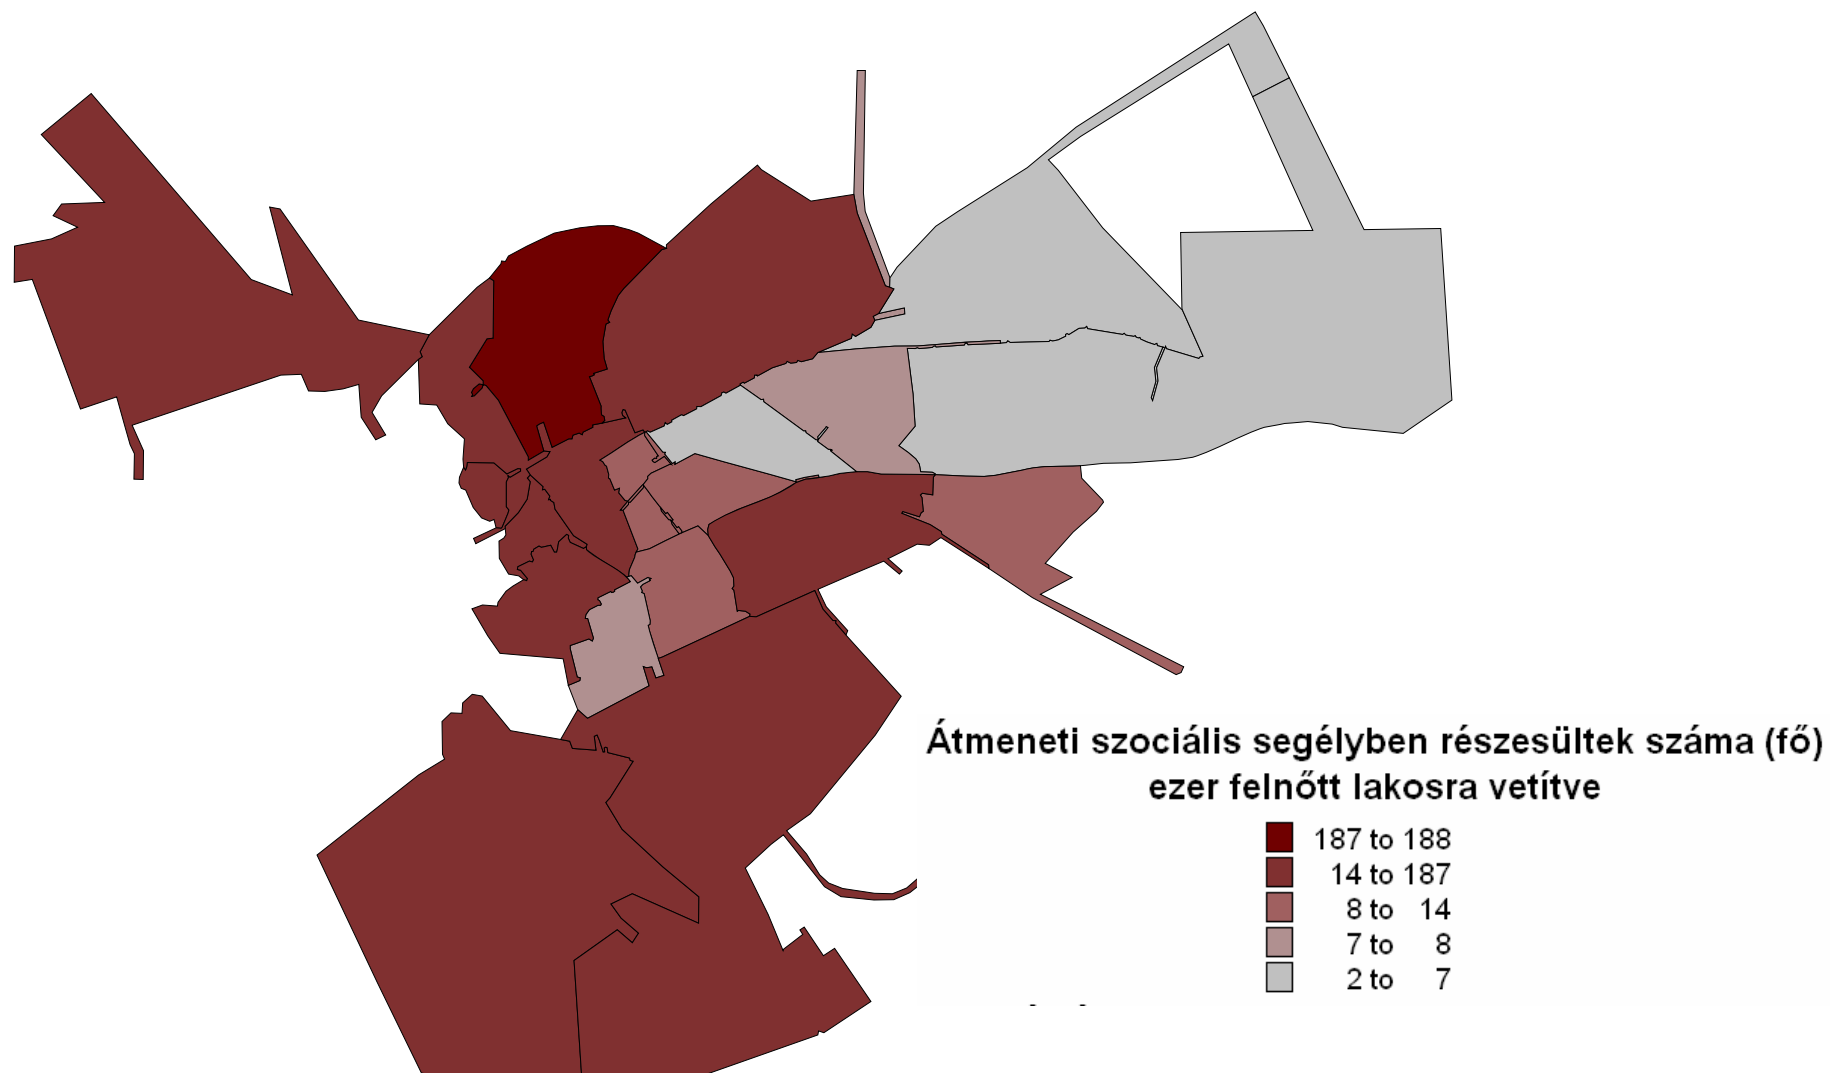 Átmeneti szociális segélyben részesültek száma (fő)
ezer felnőtt lakosra vetítve
187 to 188
14 to 187
8 to 14
7 to 8
2 to 7